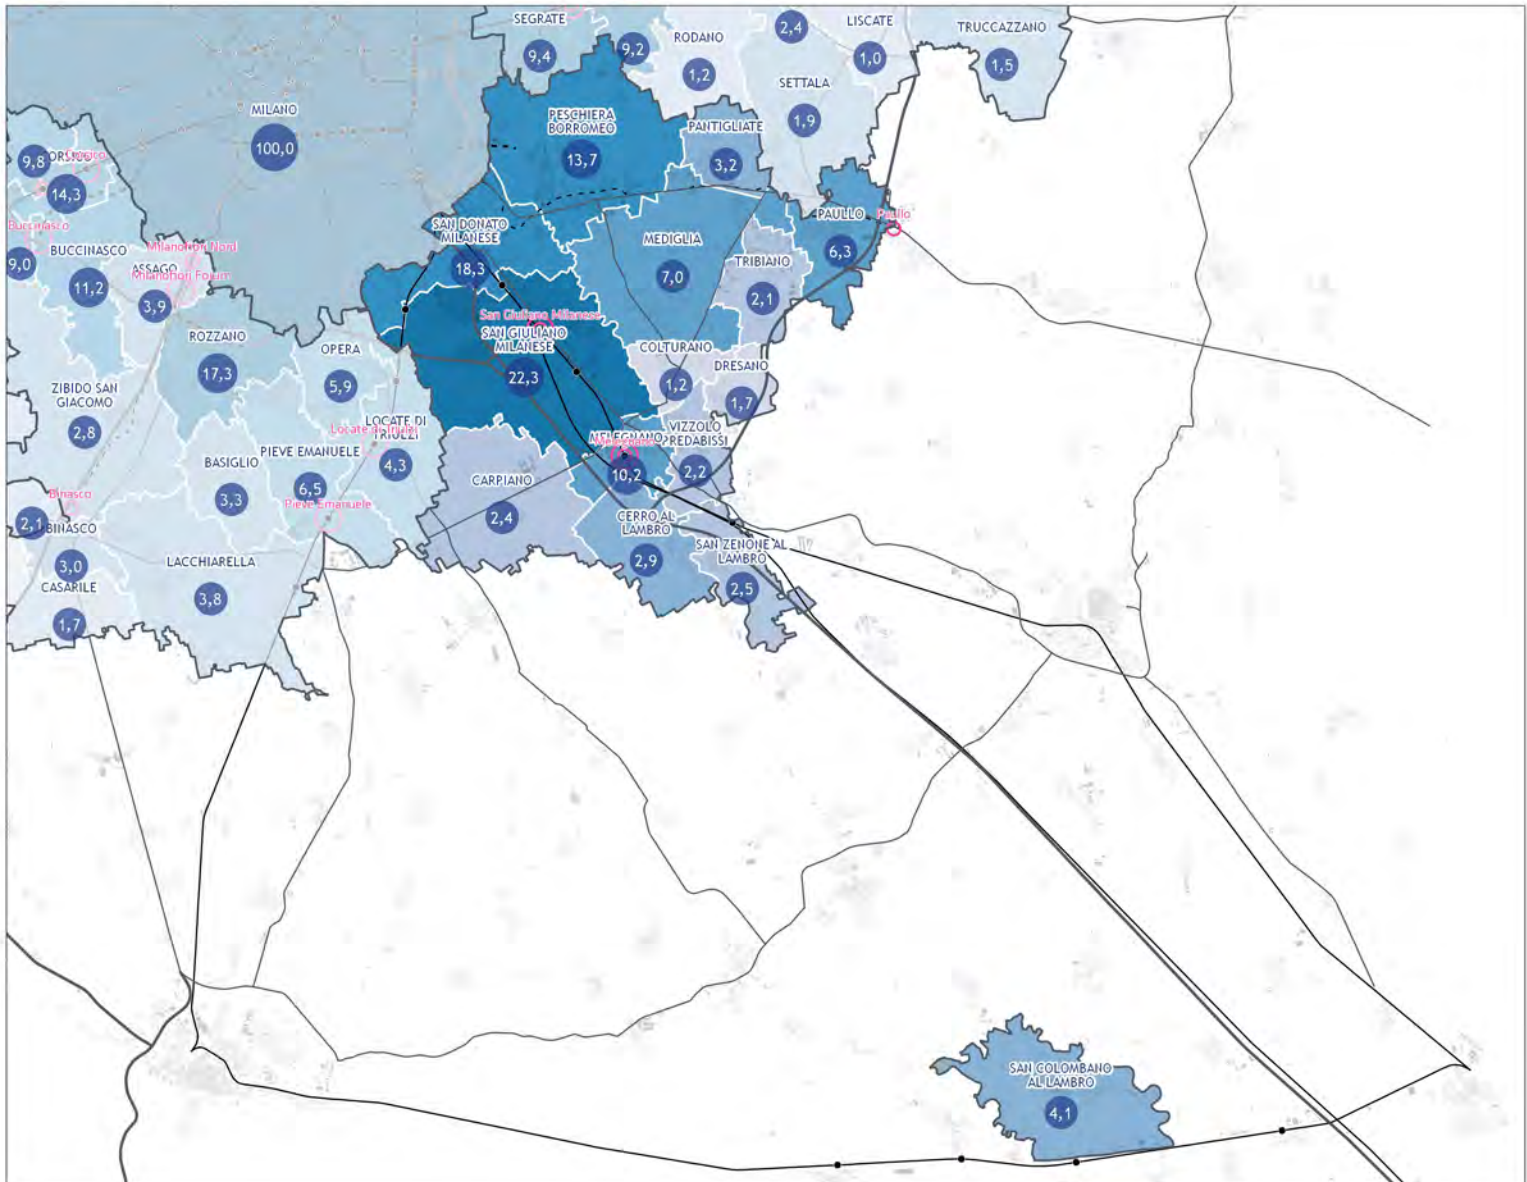 SEGRATE
9,4
9,2
RODANO
1,2
2,4
LISCATE
1,0
TRUCCAZZANO
1,5
SETTALA
1,9
MILANO
100,0
PESCHIERA
BORROMEO
13,7
PANTIGLIATE
3,2
9,8
14,3
Buccinasco
9,0
BUCCINASCO
11,2
Milanofiori Nord
ASSAGO
Milanofiori Forum
3,9
SAN DONATO
MILANESE
18,3
MEDIGLIA
7,0
PAULLO
Paullo
6,3
TRIBIANO
2,1
San Giuliano Milanese
SAN GIULIANO
MILANESE
22,3
ROZZANO
17,3
OPERA
5,9
COLTURANO
1,2
DRESANO
1,7
ZIBIDO SAN
GIACOMO
2,8
LOCATE DI
TRIULZI
Locate di Triulzi
4,3
BASIGLIO
3,3
PIEVE EMANUELE
6,5
Pieve Emanuele
MELEGNANO
Melegnano
10,2
VIZZOLO
PREDABISSI
2,2
CARPIANO
2,4
CERRO AL
LAMBRO
2,9
SAN ZENONE AL
LAMBRO
2,5
Binasco
2,1
BINASCO
3,0
CASARILE
1,7
LACCHIARELLA
3,8
SAN COLOMBANO
AL LAMBRO
4,1